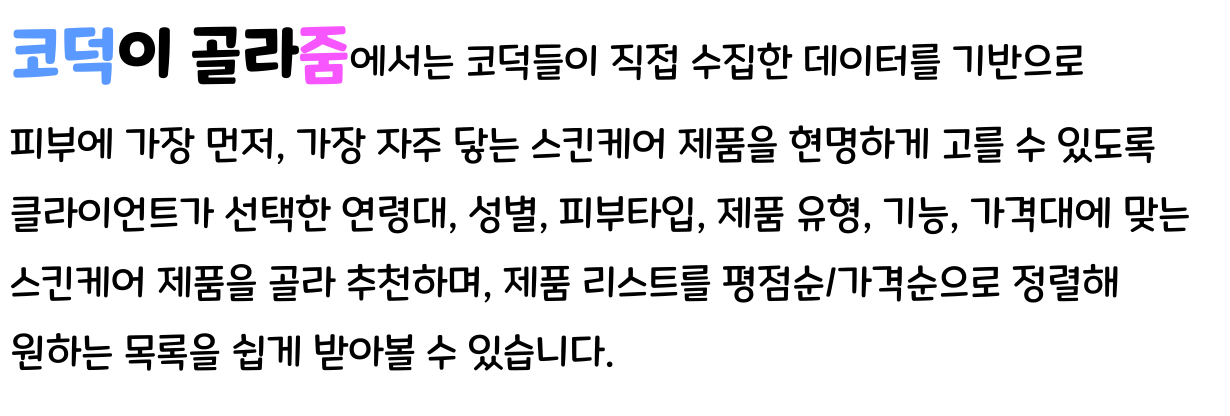 코덕이 골라줌에서는 코덕들이 직접 수집한 데이터를 기반으로
피부에 가장 먼저, 가장 자주 닿는 스킨케어 제품을 현명하게 고를 수 있도록
클라이언트가 선택한 연령대, 성별, 피부타입, 제품 유형, 기능, 가격대에 맞는
스킨케어 제품을 골라 추천하며, 제품 리스트를 평점순/가격순으로 정렬해
원하는 목록을 쉽게 받아볼 수 있습니다.